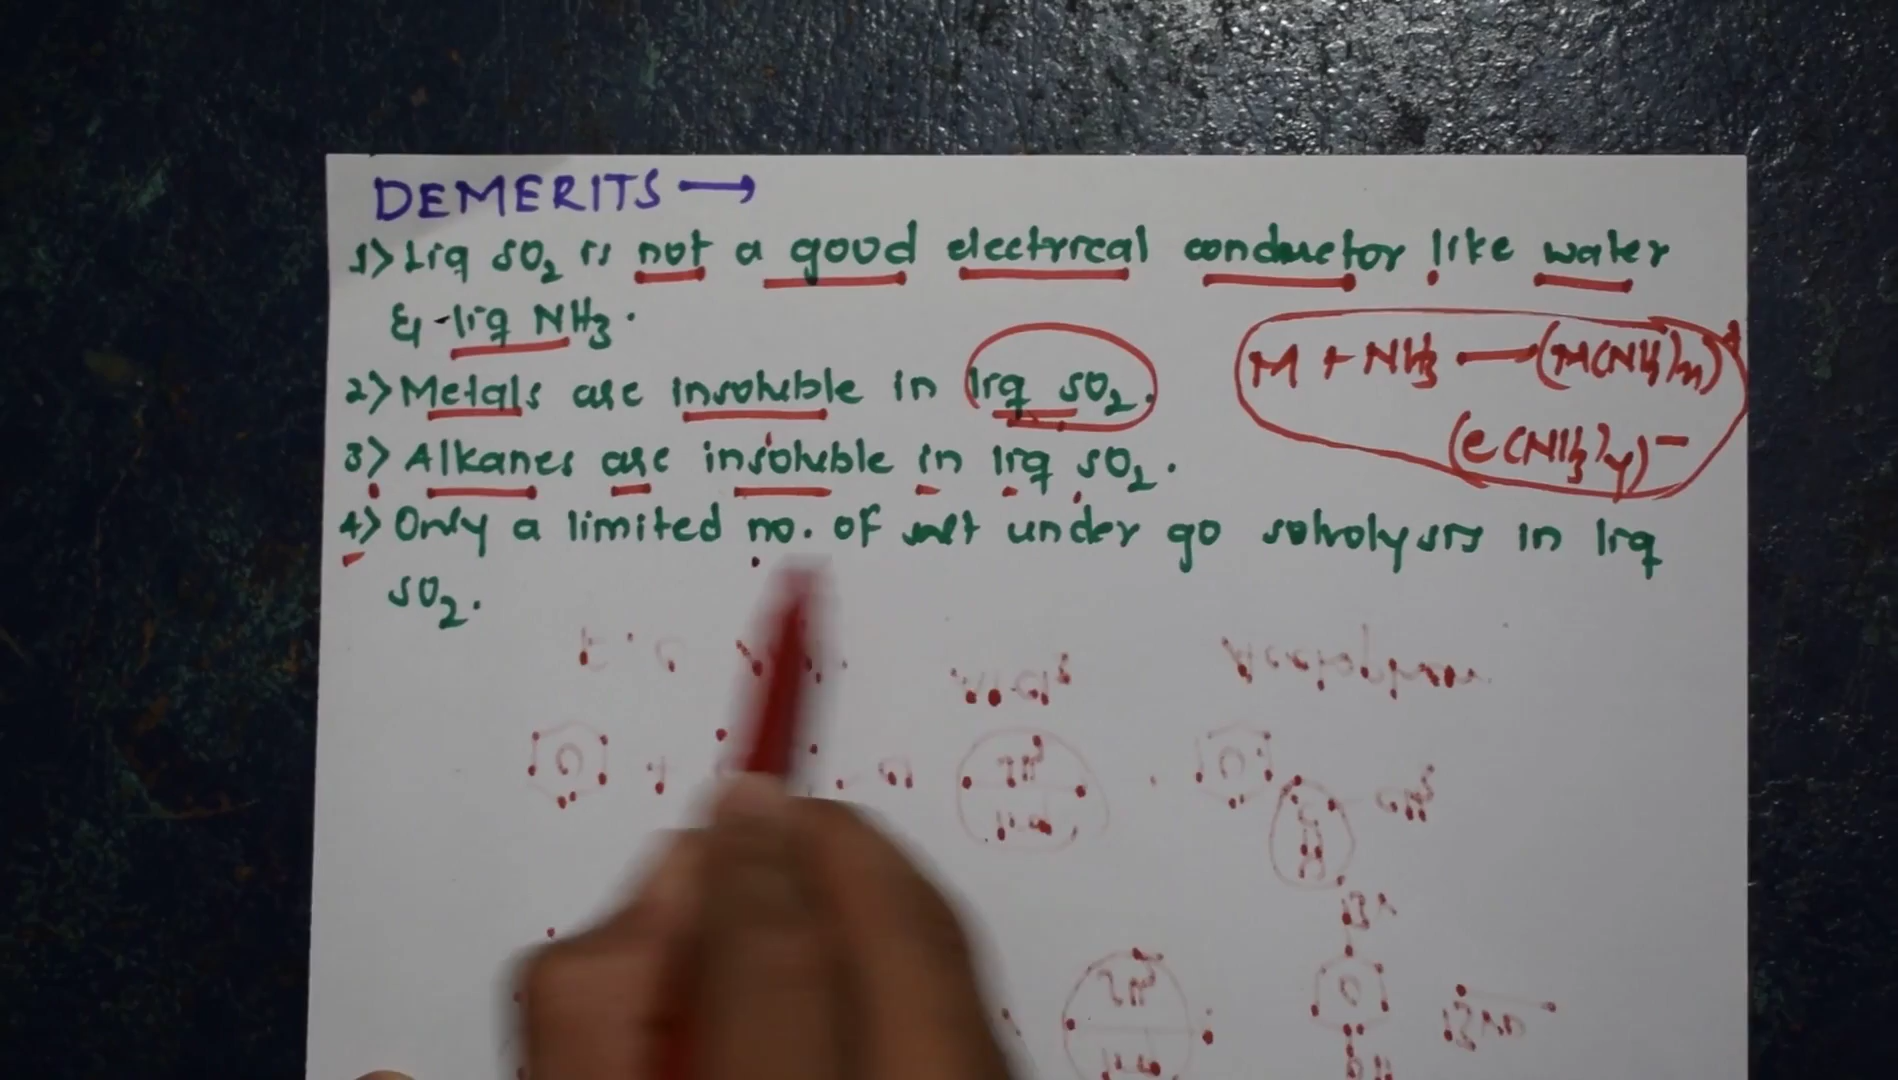 DEMERITS →
1) Liq SO2 is not a good electrical conductor like water
& liq NH3.
M + NH3 → (M(NH3)n)+
2) Metals are insoluble in liq SO2.
(e(NH3)y)−
3) Alkanes are insoluble in liq SO2.
4) Only a limited no. of salt under go solvolysis in liq
SO2.